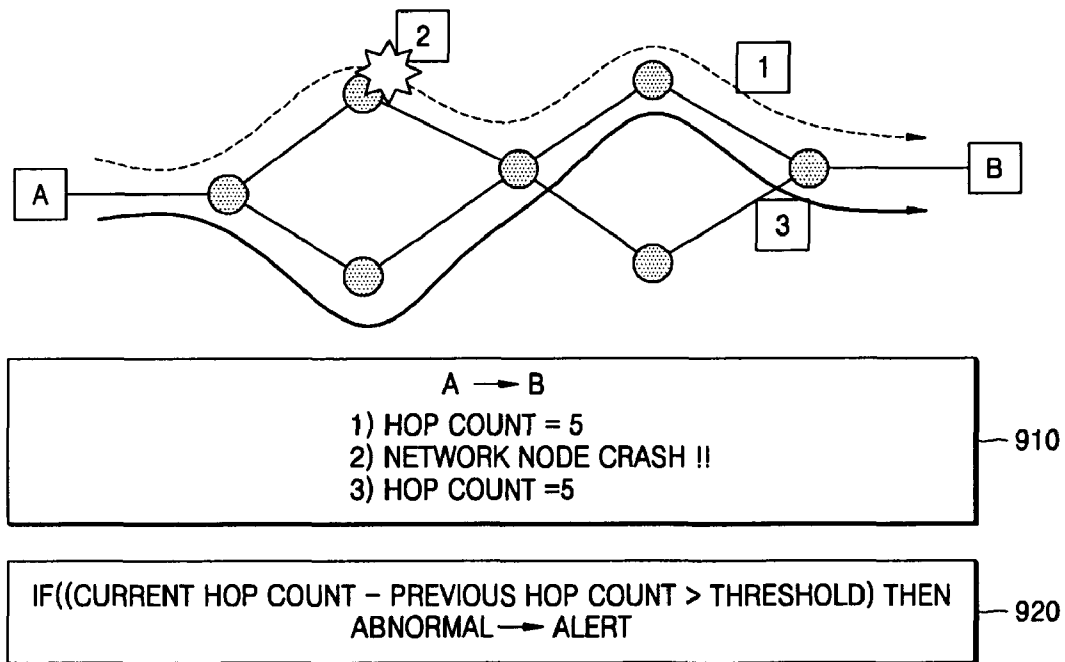 2
1
A
B
3
A → B
1) HOP COUNT = 5
2) NETWORK NODE CRASH !!
3) HOP COUNT =5
910
IF((CURRENT HOP COUNT – PREVIOUS HOP COUNT > THRESHOLD) THEN
ABNORMAL → ALERT
920